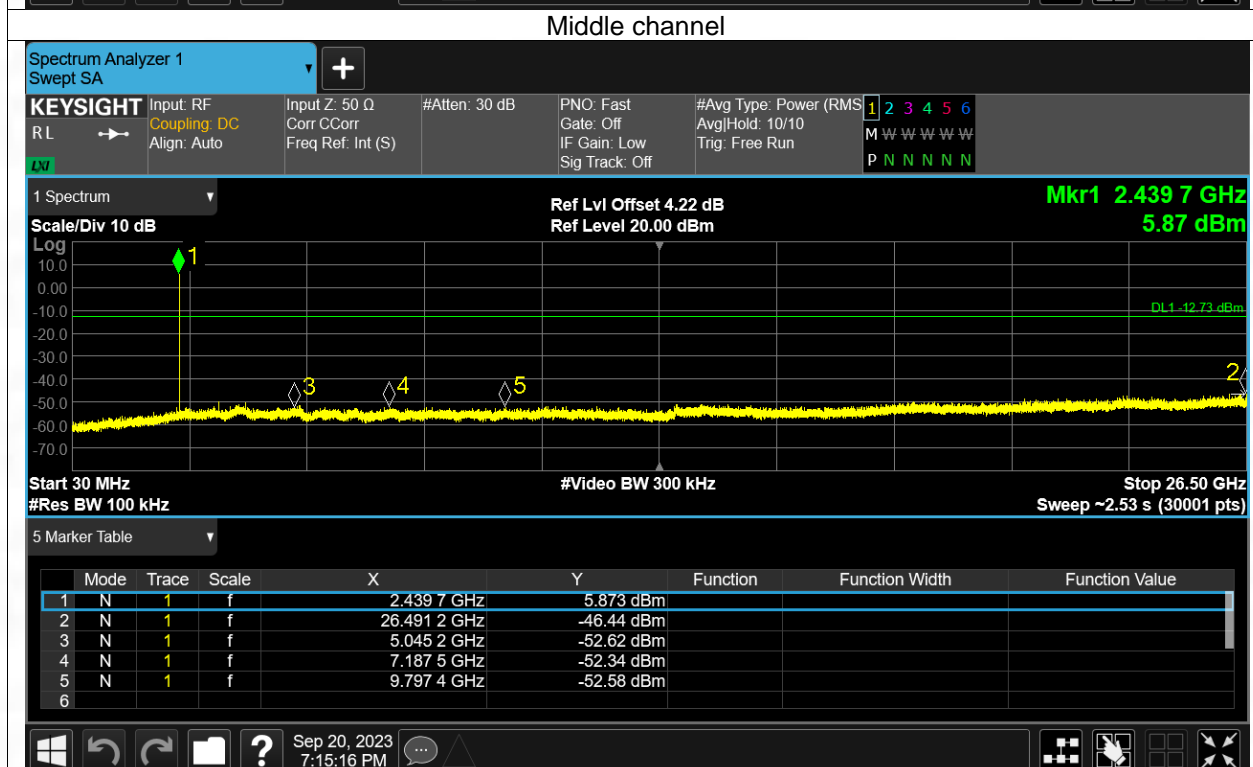 Middle channel
Spectrum Analyzer 1
Swept SA
+
KEYSIGHT
RL
LXI
Input: RF
Coupling: DC
Align: Auto
Input Z: 50 Ω
Corr CCorr
Freq Ref: Int (S)
#Atten: 30 dB
PNO: Fast
Gate: Off
IF Gain: Low
Sig Track: Off
#Avg Type: Power (RMS
Avg|Hold: 10/10
Trig: Free Run
1 2 3 4 5 6
M W W W W W
P N N N N N
1 Spectrum
Scale/Div 10 dB
Ref Lvl Offset 4.22 dB
Ref Level 20.00 dBm
Mkr1 2.439 7 GHz
5.87 dBm
Log
10.0
0.00
-10.0
-20.0
-30.0
-40.0
-50.0
-60.0
-70.0
1
DL1 -12.73 dBm
3
4
5
2
Start 30 MHz
#Res BW 100 kHz
#Video BW 300 kHz
Stop 26.50 GHz
Sweep ~2.53 s (30001 pts)
5 Marker Table
Mode Trace Scale X Y Function Function Width Function Value
1 N 1 f 2.439 7 GHz 5.873 dBm
2 N 1 f 26.491 2 GHz -46.44 dBm
3 N 1 f 5.045 2 GHz -52.62 dBm
4 N 1 f 7.187 5 GHz -52.34 dBm
5 N 1 f 9.797 4 GHz -52.58 dBm
6
?
Sep 20, 2023
7:15:16 PM